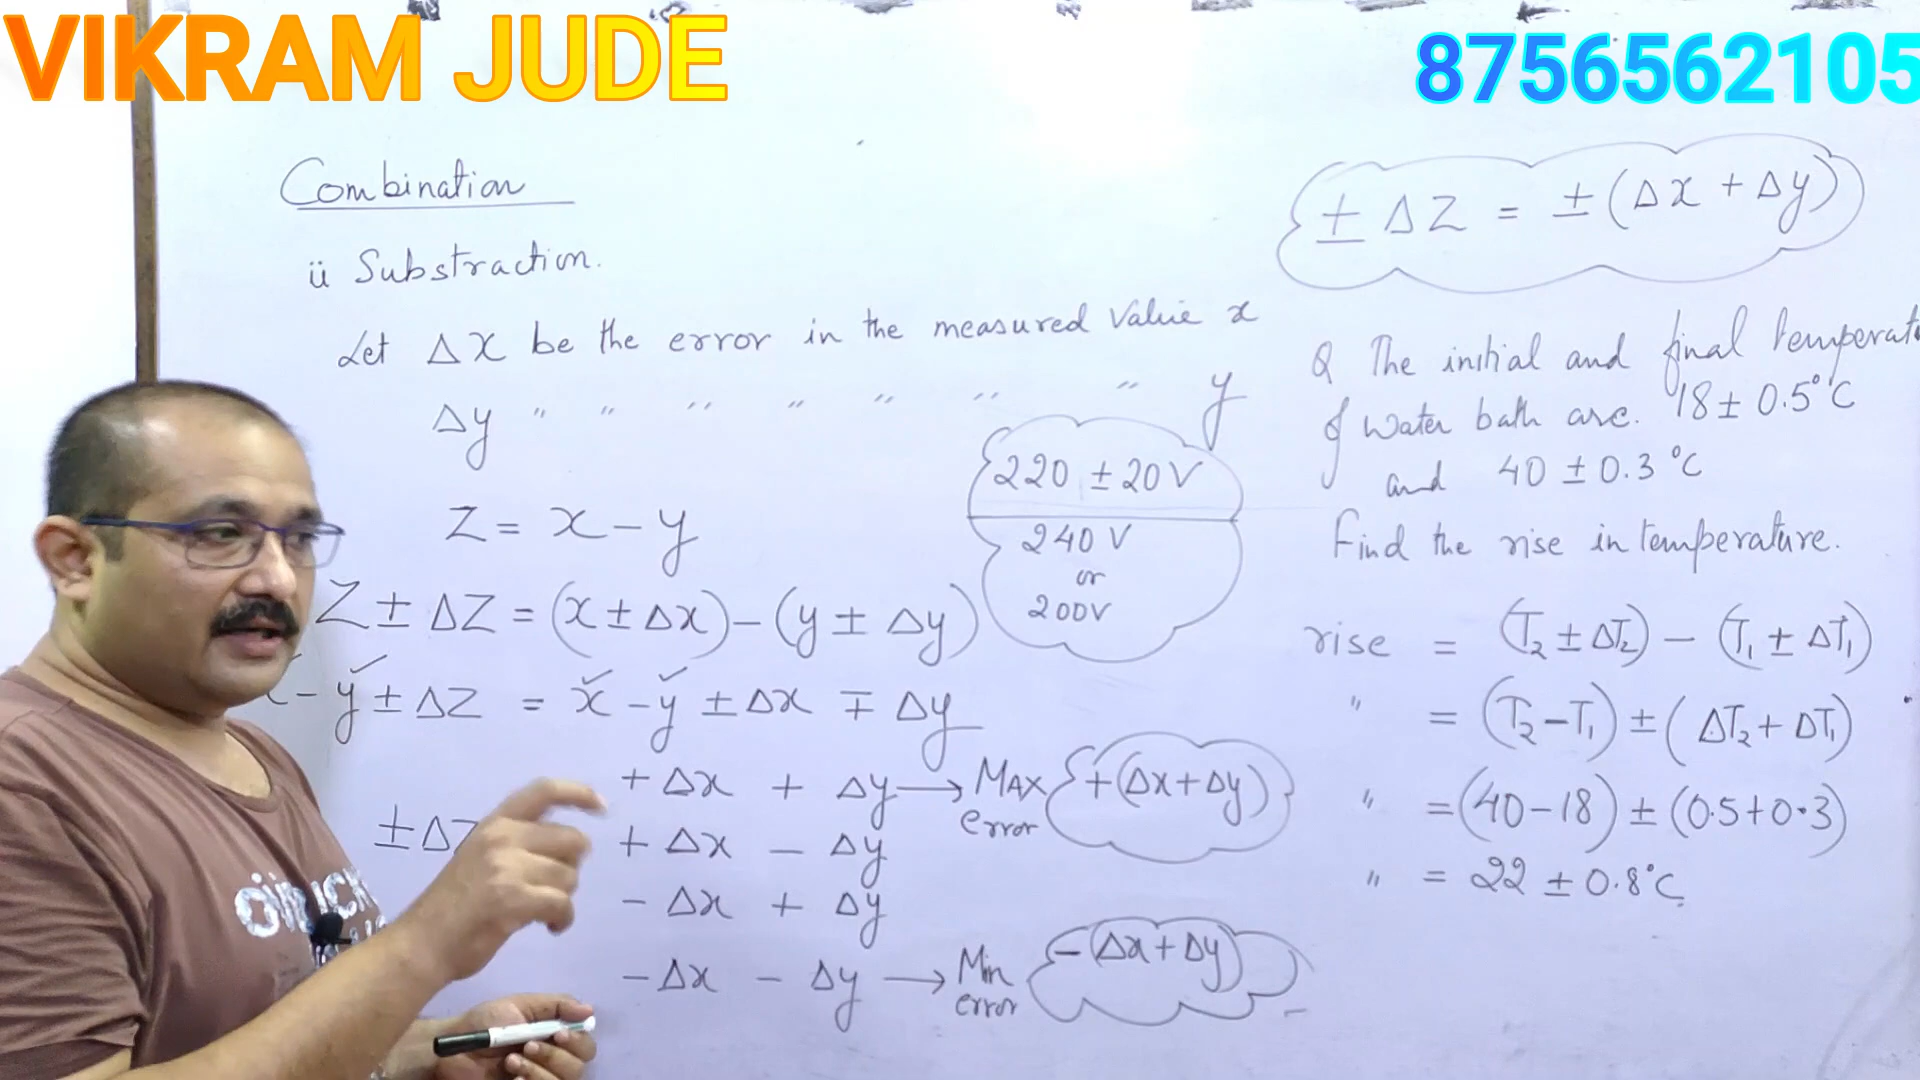 VIKRAM JUDE
8756562105
Combination
ii Substraction.
Let Δx be the error in the measured Value x
Δy " " " " " " " y
Z = x - y
Z ± ΔZ = (x ± Δx) - (y ± Δy)
- y ± ΔZ = x - y ± Δx ∓ Δy
+ Δx + Δy → Max error +(Δx + Δy)
±ΔZ
+ Δx - Δy
- Δx + Δy
- Δx - Δy → Min error -(Δx + Δy)
220 ± 20 V
240 V
or
200V
± ΔZ = ± (Δx + Δy)
Q The initial and final temperat
of Water bath are. 18 ± 0.5°C
and 40 ± 0.3 °C
Find the rise in temperature.
rise = (T₂ ± ΔT₂) - (T₁ ± ΔT₁)
" = (T₂ - T₁) ± (ΔT₂ + ΔT₁)
" = (40 - 18) ± (0.5 + 0.3)
" = 22 ± 0.8°C